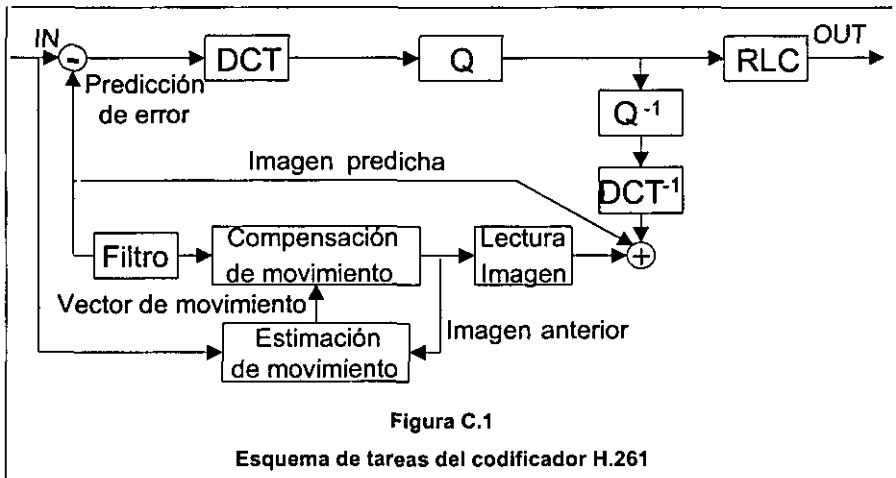 IN
-
DCT
Q
RLC
OUT
Predicción
de error
Q -1
Imagen predicha
DCT-1
Filtro
Compensación
de movimiento
Lectura
Imagen
+
Vector de movimiento
Estimación
de movimiento
Imagen anterior
Figura C.1
Esquema de tareas del codificador H.261